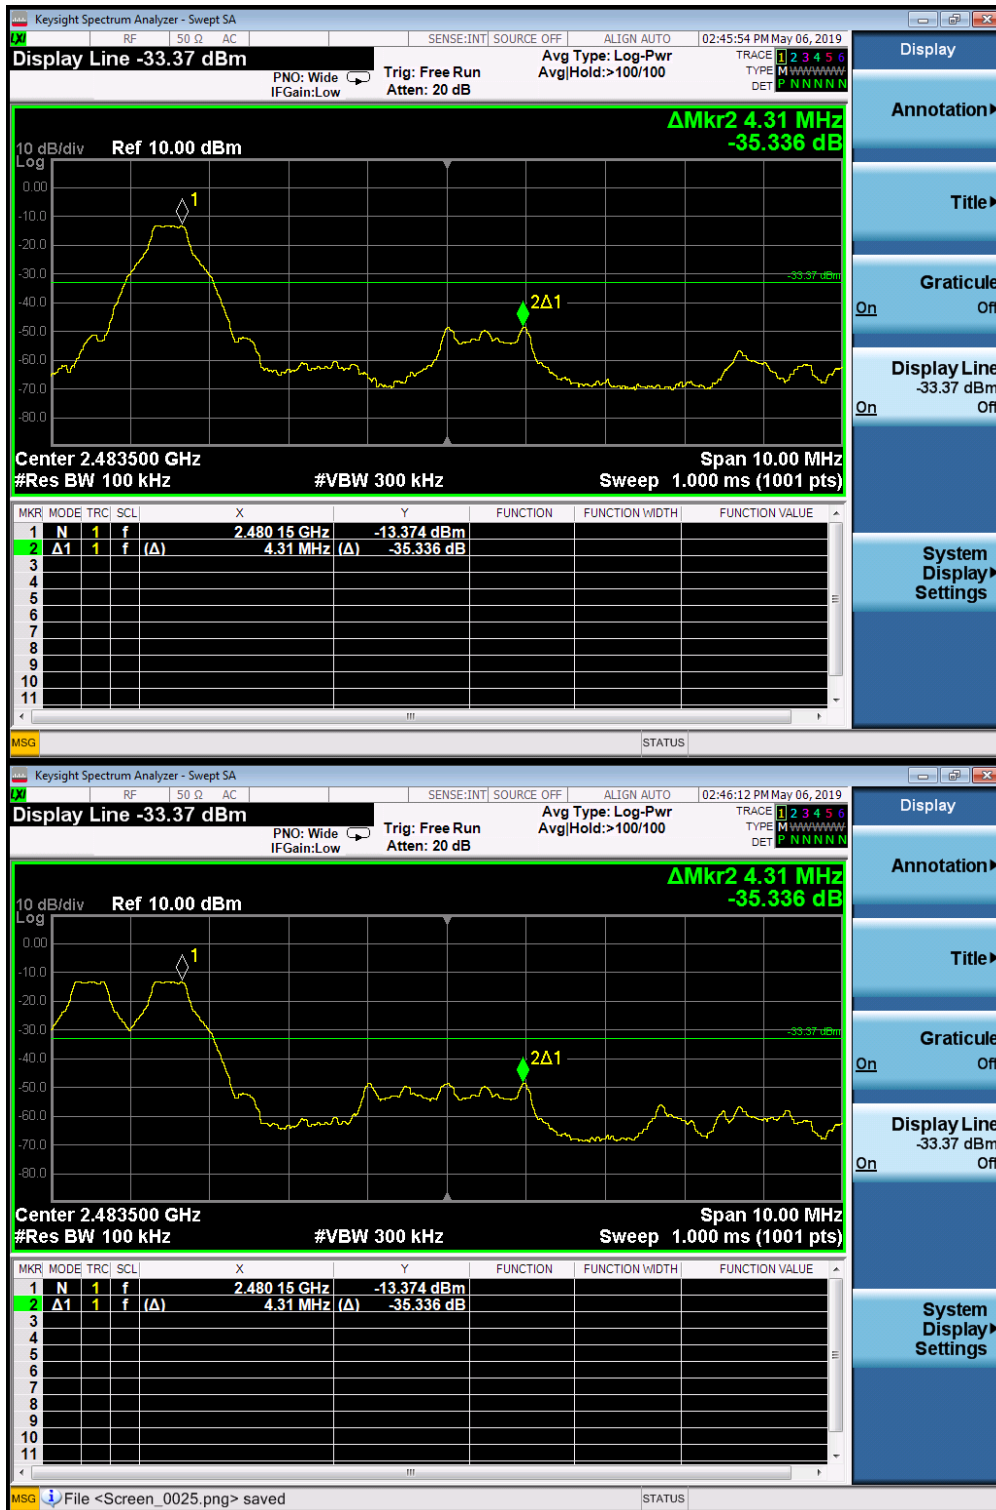 Keysight Spectrum Analyzer - Swept SA
LXI RF 50 Ω AC SENSE:INT SOURCE OFF ALIGN AUTO 02:45:54 PM May 06, 2019
Display Line -33.37 dBm
PNO: Wide
IFGain:Low
Trig: Free Run
Atten: 20 dB
Avg Type: Log-Pwr
Avg|Hold:>100/100
TRACE 1 2 3 4 5 6
TYPE M W W W W W
DET P N N N N N
ΔMkr2 4.31 MHz
-35.336 dB
10 dB/div Ref 10.00 dBm
Log
0.00
-10.0
-20.0
-30.0
-40.0
-50.0
-60.0
-70.0
-80.0
1
-33.37 dBm
2Δ1
Center 2.483500 GHz Span 10.00 MHz
#Res BW 100 kHz #VBW 300 kHz Sweep 1.000 ms (1001 pts)
MKR MODE TRC SCL X Y FUNCTION FUNCTION WIDTH FUNCTION VALUE
1 N 1 f 2.480 15 GHz -13.374 dBm
2 Δ1 1 f (Δ) 4.31 MHz (Δ) -35.336 dB
3
4
5
6
7
8
9
10
11
MSG STATUS
Display
Annotation
Title
Graticule
On Off
Display Line
-33.37 dBm
On Off
System
Display
Settings
Keysight Spectrum Analyzer - Swept SA
LXI RF 50 Ω AC SENSE:INT SOURCE OFF ALIGN AUTO 02:46:12 PM May 06, 2019
Display Line -33.37 dBm
PNO: Wide
IFGain:Low
Trig: Free Run
Atten: 20 dB
Avg Type: Log-Pwr
Avg|Hold:>100/100
TRACE 1 2 3 4 5 6
TYPE M W W W W W
DET P N N N N N
ΔMkr2 4.31 MHz
-35.336 dB
10 dB/div Ref 10.00 dBm
Log
0.00
-10.0
-20.0
-30.0
-40.0
-50.0
-60.0
-70.0
-80.0
1
-33.37 dBm
2Δ1
Center 2.483500 GHz Span 10.00 MHz
#Res BW 100 kHz #VBW 300 kHz Sweep 1.000 ms (1001 pts)
MKR MODE TRC SCL X Y FUNCTION FUNCTION WIDTH FUNCTION VALUE
1 N 1 f 2.480 15 GHz -13.374 dBm
2 Δ1 1 f (Δ) 4.31 MHz (Δ) -35.336 dB
3
4
5
6
7
8
9
10
11
MSG File <Screen_0025.png> saved STATUS
Display
Annotation
Title
Graticule
On Off
Display Line
-33.37 dBm
On Off
System
Display
Settings